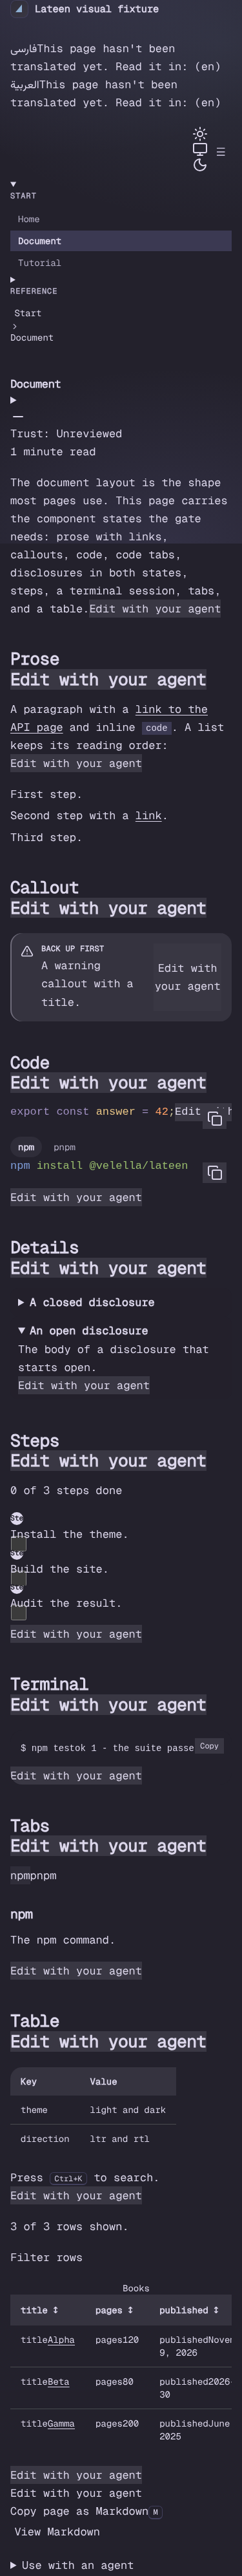 Lateen visual fixture
فارسیThis page hasn't been
translated yet. Read it in: (en)
العربيةThis page hasn't been
translated yet. Read it in: (en)
START
Home
Document
Tutorial
REFERENCE
Start
›
Document
Document
—
Trust: Unreviewed
1 minute read
The document layout is the shape
most pages use. This page carries
the component states the gate
needs: prose with links,
callouts, code, code tabs,
disclosures in both states,
steps, a terminal session, tabs,
and a table.Edit with your agent
Prose
Edit with your agent
A paragraph with a link to the
API page and inline code. A list
keeps its reading order:
Edit with your agent
First step.
Second step with a link.
Third step.
Callout
Edit with your agent
BACK UP FIRST
A warning
callout with a
title.
Edit with
your agent
Code
Edit with your agent
export const answer = 42;Edit
npm pnpm
npm install @velella/lateen
Edit with your agent
Details
Edit with your agent
A closed disclosure
An open disclosure
The body of a disclosure that
starts open.
Edit with your agent
Steps
Edit with your agent
0 of 3 steps done
Install the theme.
Build the site.
Audit the result.
Edit with your agent
Terminal
Edit with your agent
$ npm testok 1 - the suite passe
Copy
Edit with your agent
Tabs
Edit with your agent
npmpnpm
npm
The npm command.
Edit with your agent
Table
Edit with your agent
Key Value
theme light and dark
direction ltr and rtl
Press Ctrl+K to search.
Edit with your agent
3 of 3 rows shown.
Filter rows
Books
title ↕ pages ↕ published ↕
titleAlpha pages120 publishedNovem
9, 2026
titleBeta pages80 published2026-
30
titleGamma pages200 publishedJune
2025
Edit with your agent
Edit with your agent
Copy page as MarkdownM
View Markdown
Use with an agent